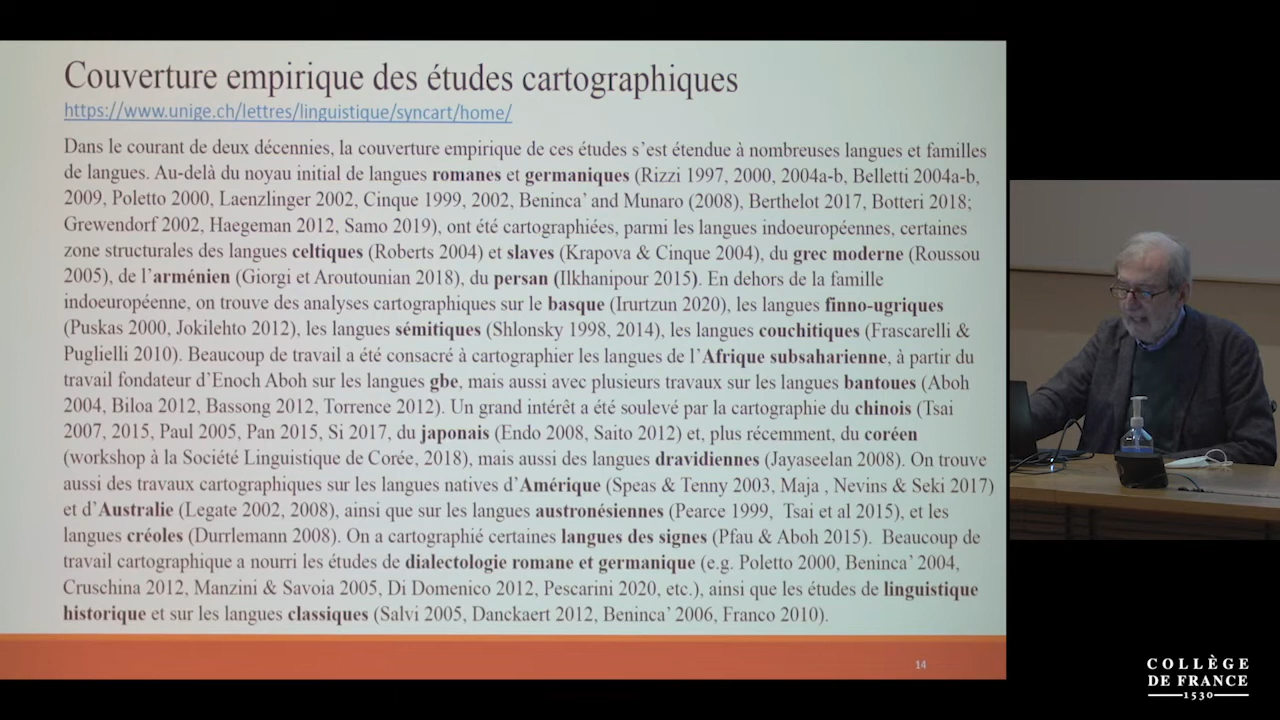 Couverture empirique des études cartographiques
https://www.unige.ch/lettres/linguistique/syncart/home/
Dans le courant de deux décennies, la couverture empirique de ces études s’est étendue à nombreuses langues et familles
de langues. Au-delà du noyau initial de langues romanes et germaniques (Rizzi 1997, 2000, 2004a-b, Belletti 2004a-b,
2009, Poletto 2000, Laenzlinger 2002, Cinque 1999, 2002, Beninca’ and Munaro (2008), Berthelot 2017, Botteri 2018;
Grewendorf 2002, Haegeman 2012, Samo 2019), ont été cartographiées, parmi les langues indoeuropéennes, certaines
zone structurales des langues celtiques (Roberts 2004) et slaves (Krapova & Cinque 2004), du grec moderne (Roussou
2005), de l’arménien (Giorgi et Aroutounian 2018), du persan (Ilkhanipour 2015). En dehors de la famille
indoeuropéenne, on trouve des analyses cartographiques sur le basque (Irurtzun 2020), les langues finno-ugriques
(Puskas 2000, Jokilehto 2012), les langues sémitiques (Shlonsky 1998, 2014), les langues couchitiques (Frascarelli &
Puglielli 2010). Beaucoup de travail a été consacré à cartographier les langues de l’Afrique subsaharienne, à partir du
travail fondateur d’Enoch Aboh sur les langues gbe, mais aussi avec plusieurs travaux sur les langues bantoues (Aboh
2004, Biloa 2012, Bassong 2012, Torrence 2012). Un grand intérêt a été soulevé par la cartographie du chinois (Tsai
2007, 2015, Paul 2005, Pan 2015, Si 2017, du japonais (Endo 2008, Saito 2012) et, plus récemment, du coréen
(workshop à la Société Linguistique de Corée, 2018), mais aussi des langues dravidiennes (Jayaseelan 2008). On trouve
aussi des travaux cartographiques sur les langues natives d’Amérique (Speas & Tenny 2003, Maja , Nevins & Seki 2017)
et d’Australie (Legate 2002, 2008), ainsi que sur les langues austronésiennes (Pearce 1999, Tsai et al 2015), et les
langues créoles (Durrlemann 2008). On a cartographié certaines langues des signes (Pfau & Aboh 2015). Beaucoup de
travail cartographique a nourri les études de dialectologie romane et germanique (e.g. Poletto 2000, Beninca’ 2004,
Cruschina 2012, Manzini & Savoia 2005, Di Domenico 2012, Pescarini 2020, etc.), ainsi que les études de linguistique
historique et sur les langues classiques (Salvi 2005, Danckaert 2012, Beninca’ 2006, Franco 2010).
14
COLLÈGE
DE FRANCE
1530